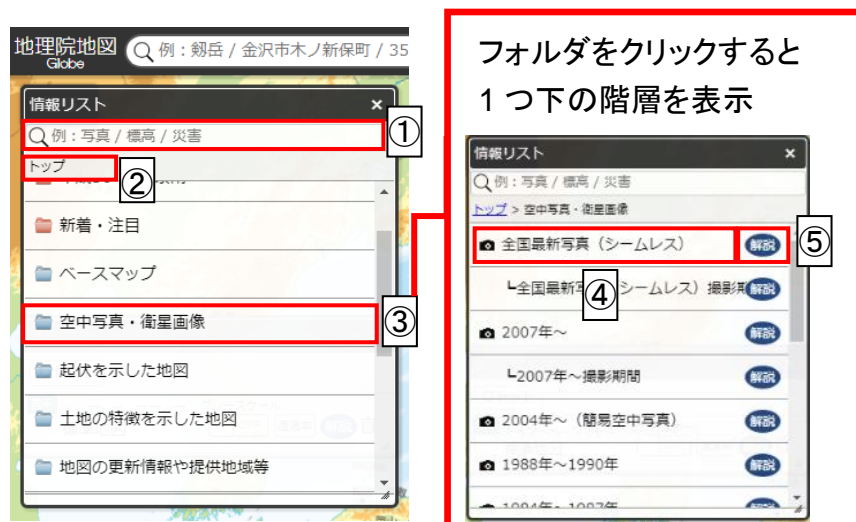 地理院地図
Globe
例：剱岳 / 金沢市木ノ新保町 / 35
情報リスト ×
例：写真 / 標高 / 災害
①
トップ
②
新着・注目
ベースマップ
空中写真・衛星画像
③
起伏を示した地図
土地の特徴を示した地図
地図の更新情報や提供地域等
フォルダをクリックすると
1 つ下の階層を表示
情報リスト ×
例：写真 / 標高 / 災害
トップ > 空中写真・衛星画像
全国最新写真（シームレス） 解説
⑤
④
┗全国最新 シームレス）撮影 解説
2007年～ 解説
┗2007年～撮影期間 解説
2004年～（簡易空中写真） 解説
1988年～1990年 解説